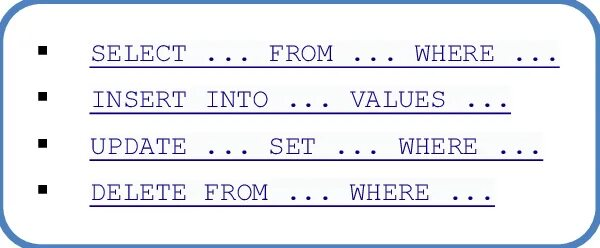 ▪ SELECT ... FROM ... WHERE ...
▪ INSERT INTO ... VALUES ...
▪ UPDATE ... SET ... WHERE ...
▪ DELETE FROM ... WHERE ...